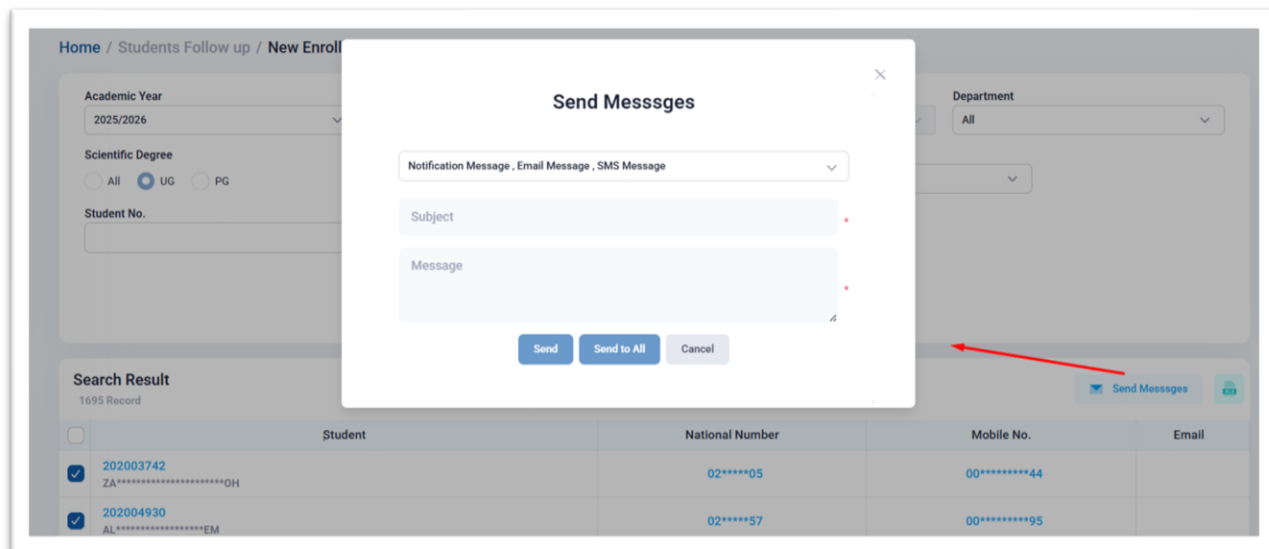 Home / Students Follow up / New Enroll
Academic Year
2025/2026
Department
All
Scientific Degree
All UG PG
Student No.
Send Messsges
Notification Message , Email Message , SMS Message
Subject
*
Message
*
Send Send to All Cancel
Search Result
1695 Record
Send Messsges
Student National Number Mobile No. Email
202003742
ZA***********************OH
02*****05 00*********44
202004930
AL******************EM
02*****57 00*********95